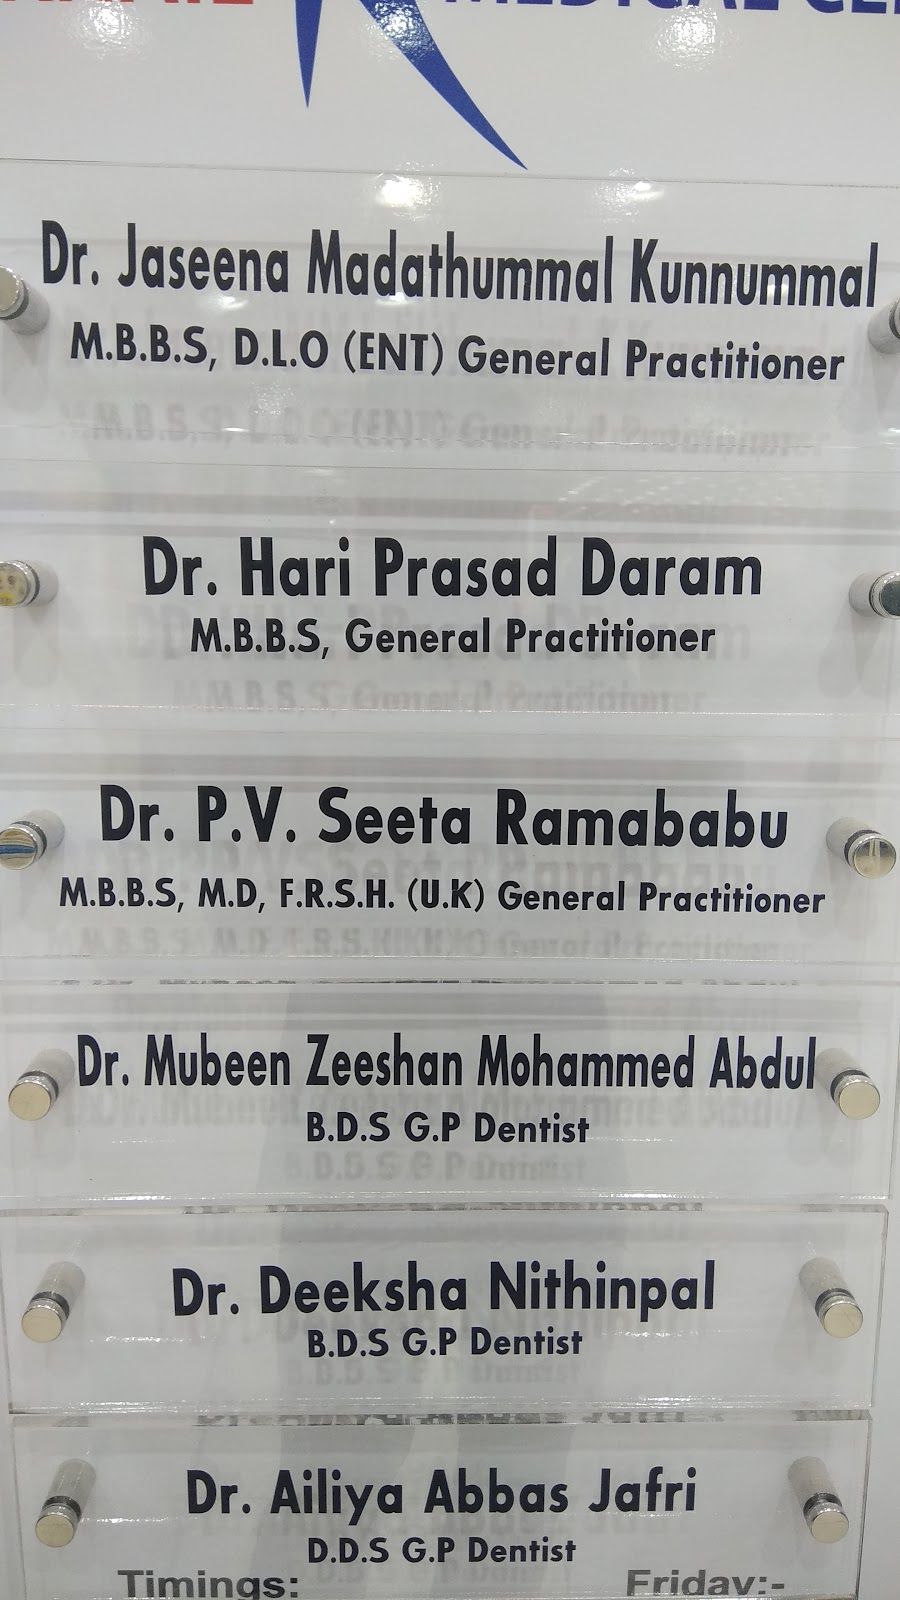 MEDICAL
Dr. Jaseena Madathummal Kunnummal
M.B.B.S, D.L.O (ENT) General Practitioner
Dr. Hari Prasad Daram
M.B.B.S, General Practitioner
Dr. P.V. Seeta Ramababu
M.B.B.S, M.D, F.R.S.H. (U.K) General Practitioner
Dr. Mubeen Zeeshan Mohammed Abdul
B.D.S G.P Dentist
Dr. Deeksha Nithinpal
B.D.S G.P Dentist
Dr. Ailiya Abbas Jafri
D.D.S G.P Dentist
Timings: Friday:-